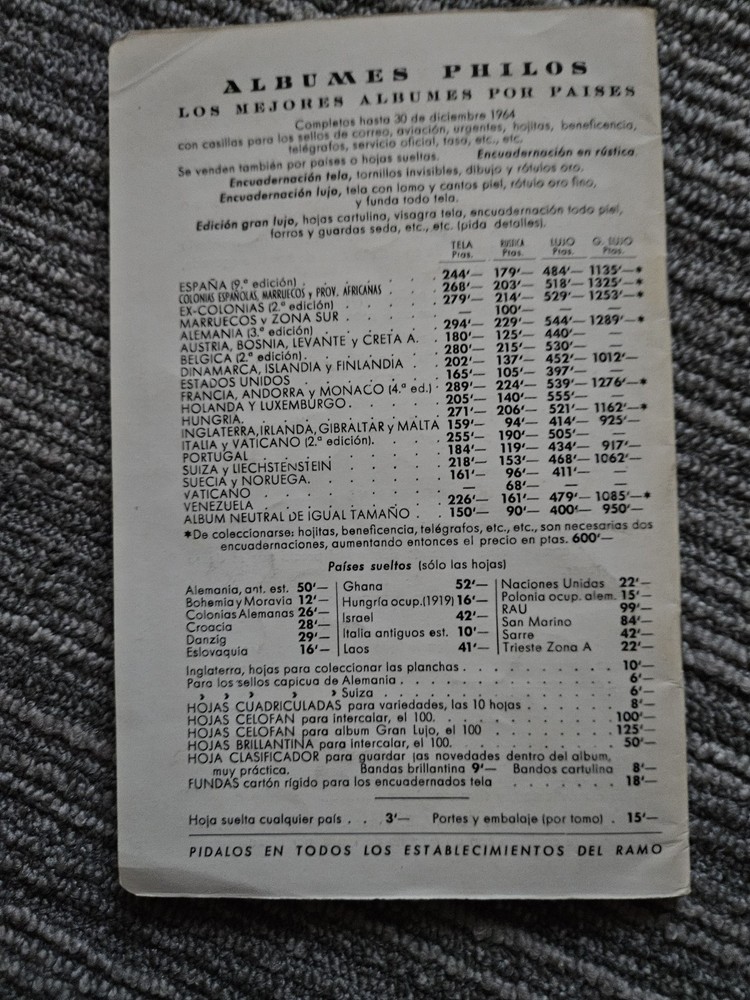 ALBUMES PHILOS
LOS MEJORES ALBUMES POR PAISES
Completos hasta 30 de diciembre 1964
con casillas para los sellos de correo, aviación, urgentes, hojitas, beneficencia,
telégrafos, servicio oficial, tasa, etc., etc.
Se venden también por países o hojas sueltas. Encuadernación en rústica.
Encuadernación tela, tornillos invisibles, dibujo y rótulos oro.
Encuadernación lujo, tela con lomo y cantos piel, rótulo oro fino,
y funda todo tela.
Edición gran lujo, hojas cartulina, visagra tela, encuadernación todo piel,
forros y guardas seda, etc., etc. (pida detalles).
TELA RUSTICA LUJO G. LUJO
Ptas. Ptas. Ptas. Ptas.
ESPAÑA (9.ª edición) . . . . 244'— 179'— 484'— 1135'—*
COLONIAS ESPAÑOLAS, MARRUECOS y PROV. AFRICANAS . . . 268'— 203'— 518'— 1325'—*
EX-COLONIAS (2.ª edición) . . . . 279'— 214'— 529'— 1253'—*
MARRUECOS y ZONA SUR . . . . — 100'— — —
ALEMANIA (3.ª edición) . . . . 294'— 229'— 544'— 1289'—*
AUSTRIA, BOSNIA, LEVANTE y CRETA A. . 180'— 125'— 440'— —
BELGICA (2.ª edición) . . . . 280'— 215'— 530'— —
DINAMARCA, ISLANDIA y FINLANDIA . . 202'— 137'— 452'— 1012'—
ESTADOS UNIDOS . . . . 165'— 105'— 397'— —
FRANCIA, ANDORRA y MONACO (4.ª ed.) . 289'— 224'— 539'— 1276'—*
HOLANDA Y LUXEMBURGO . . . . 205'— 140'— 555'— —
HUNGRIA. . . . . 271'— 206'— 521'— 1162'—*
INGLATERRA, IRLANDA, GIBRALTAR y MALTA 159'— 94'— 414'— 925'—
ITALIA y VATICANO (2.ª edición). . . . 255'— 190'— 505'— —
PORTUGAL . . . . 184'— 119'— 434'— 917'—
SUIZA y LIECHSTENSTEIN . . . . 218'— 153'— 468'— 1062'—
SUECIA y NORUEGA. . . . . 161'— 96'— 411'— —
VATICANO . . . . — 68'— — —
VENEZUELA . . . . 226'— 161'— 479'— 1085'—*
ALBUM NEUTRAL DE IGUAL TAMAÑO . . 150'— 90'— 400'— 950'—
*De coleccionarse: hojitas, beneficencia, telégrafos, etc., etc., son necesarias dos
encuadernaciones, aumentando entonces el precio en ptas. 600'—
Países sueltos (sólo las hojas)
Alemania, ant. est. 50'— Ghana 52'— Naciones Unidas 22'—
Bohemia y Moravia 12'— Hungría ocup. (1919) 16'— Polonia ocup. alem. 15'—
Colonias Alemanas 26'— Israel 42'— RAU 99'—
Croacia 28'— Italia antiguos est. 10'— San Marino 84'—
Danzig 29'— Laos 41'— Sarre 42'—
Eslovaquia 16'— Trieste Zona A 22'—
Inglaterra, hojas para coleccionar las planchas . . . . 10'—
Para los sellos capicua de Alemania . . . . 6'—
› › › › › Suiza . . . . 6'—
HOJAS CUADRICULADAS para variedades, las 10 hojas . . . . 8'—
HOJAS CELOFAN para intercalar, el 100. . . . . 100'—
HOJAS CELOFAN para album Gran Lujo, el 100 . . . . 125'—
HOJAS BRILLANTINA para intercalar, el 100. . . . . 50'—
HOJA CLASIFICADOR para guardar las novedades dentro del album,
muy práctica. Bandas brillantina 9'— Bandos cartulina 8'—
FUNDAS cartón rígido para los encuadernados tela . . . . 18'—
Hoja suelta cualquier país . . 3'— Portes y embalaje (por tomo) . 15'—
PIDALOS EN TODOS LOS ESTABLECIMIENTOS DEL RAMO